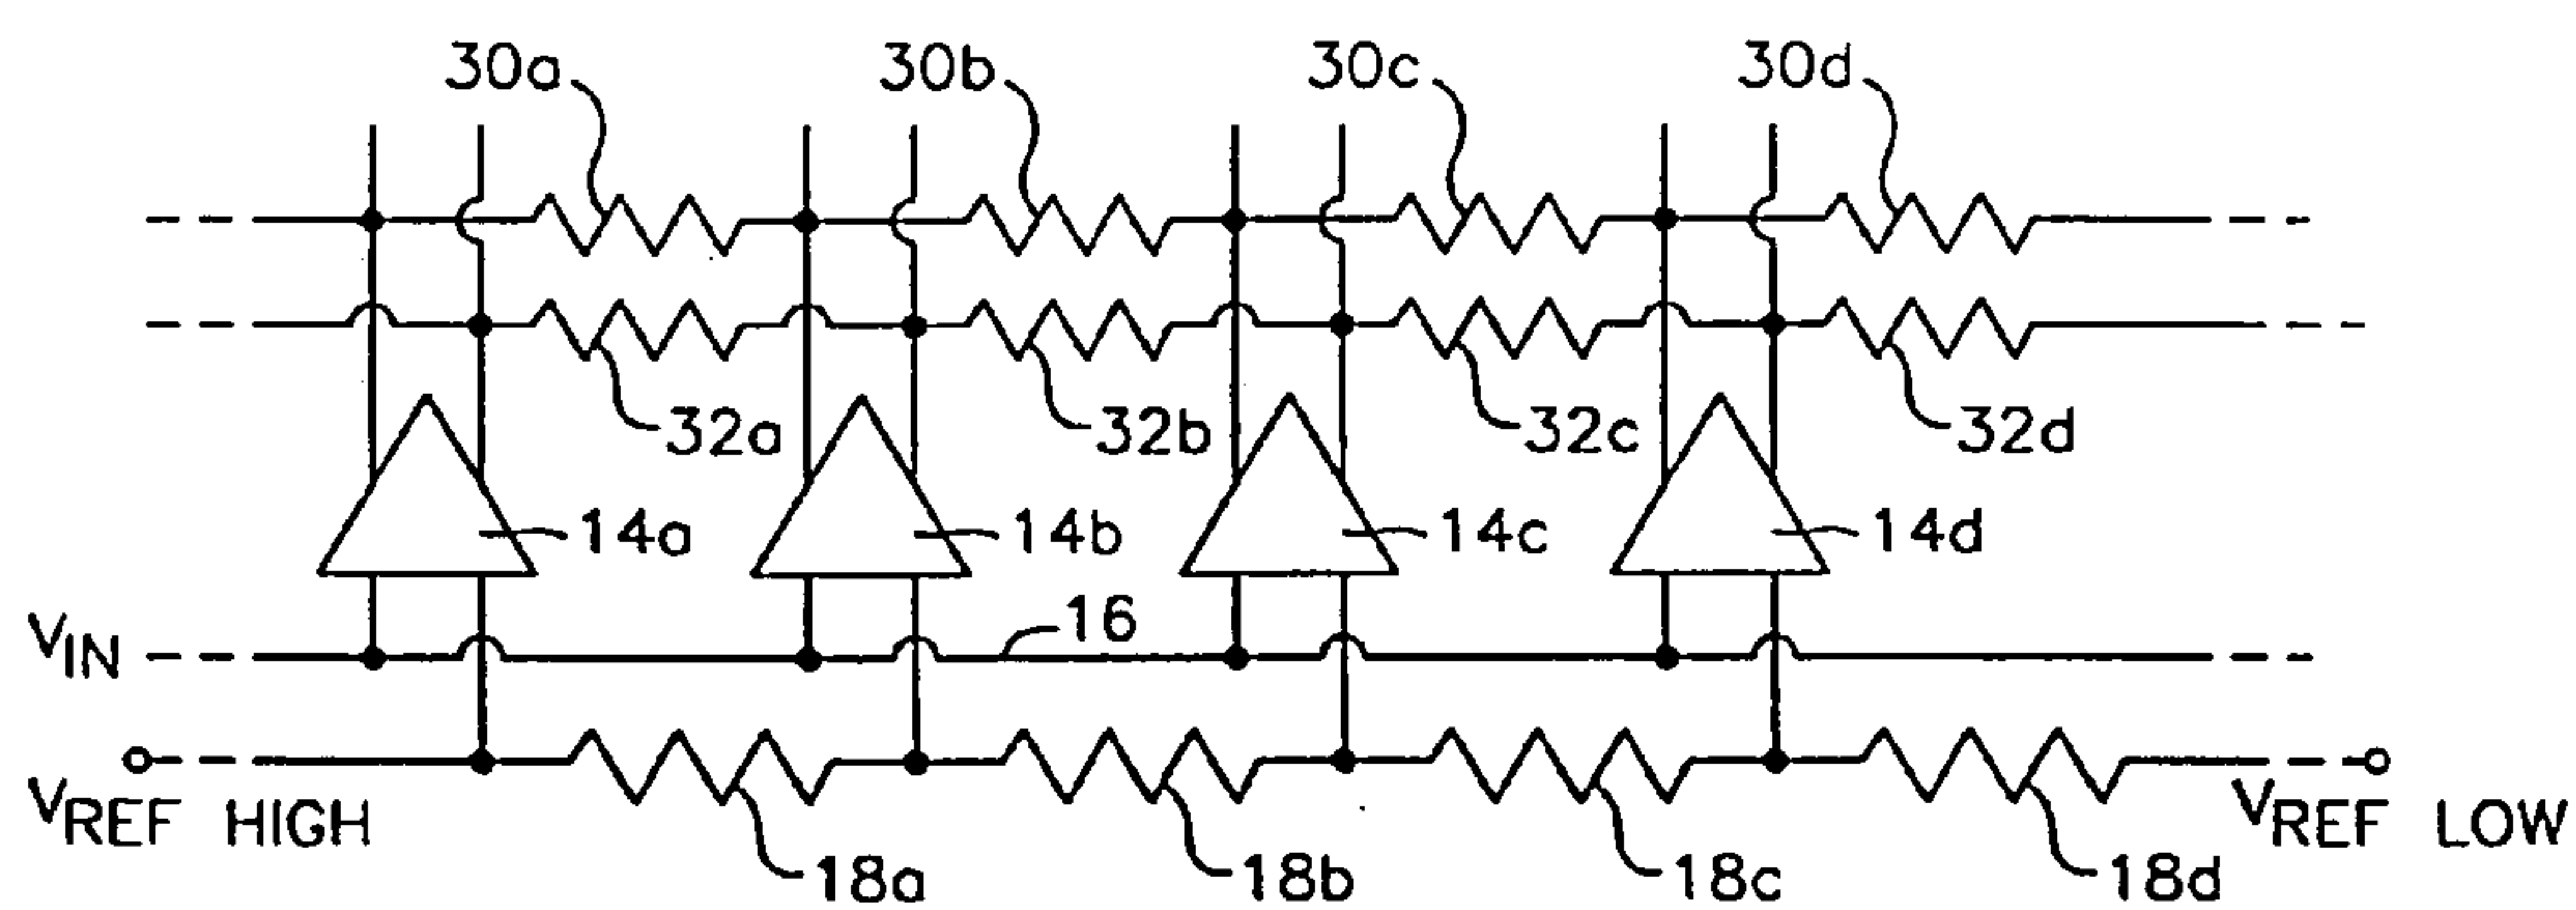 30a 30b 30c 30d
32a 32b 32c 32d
14a 14b 14c 14d
16
VIN
VREF HIGH VREF LOW
18a 18b 18c 18d